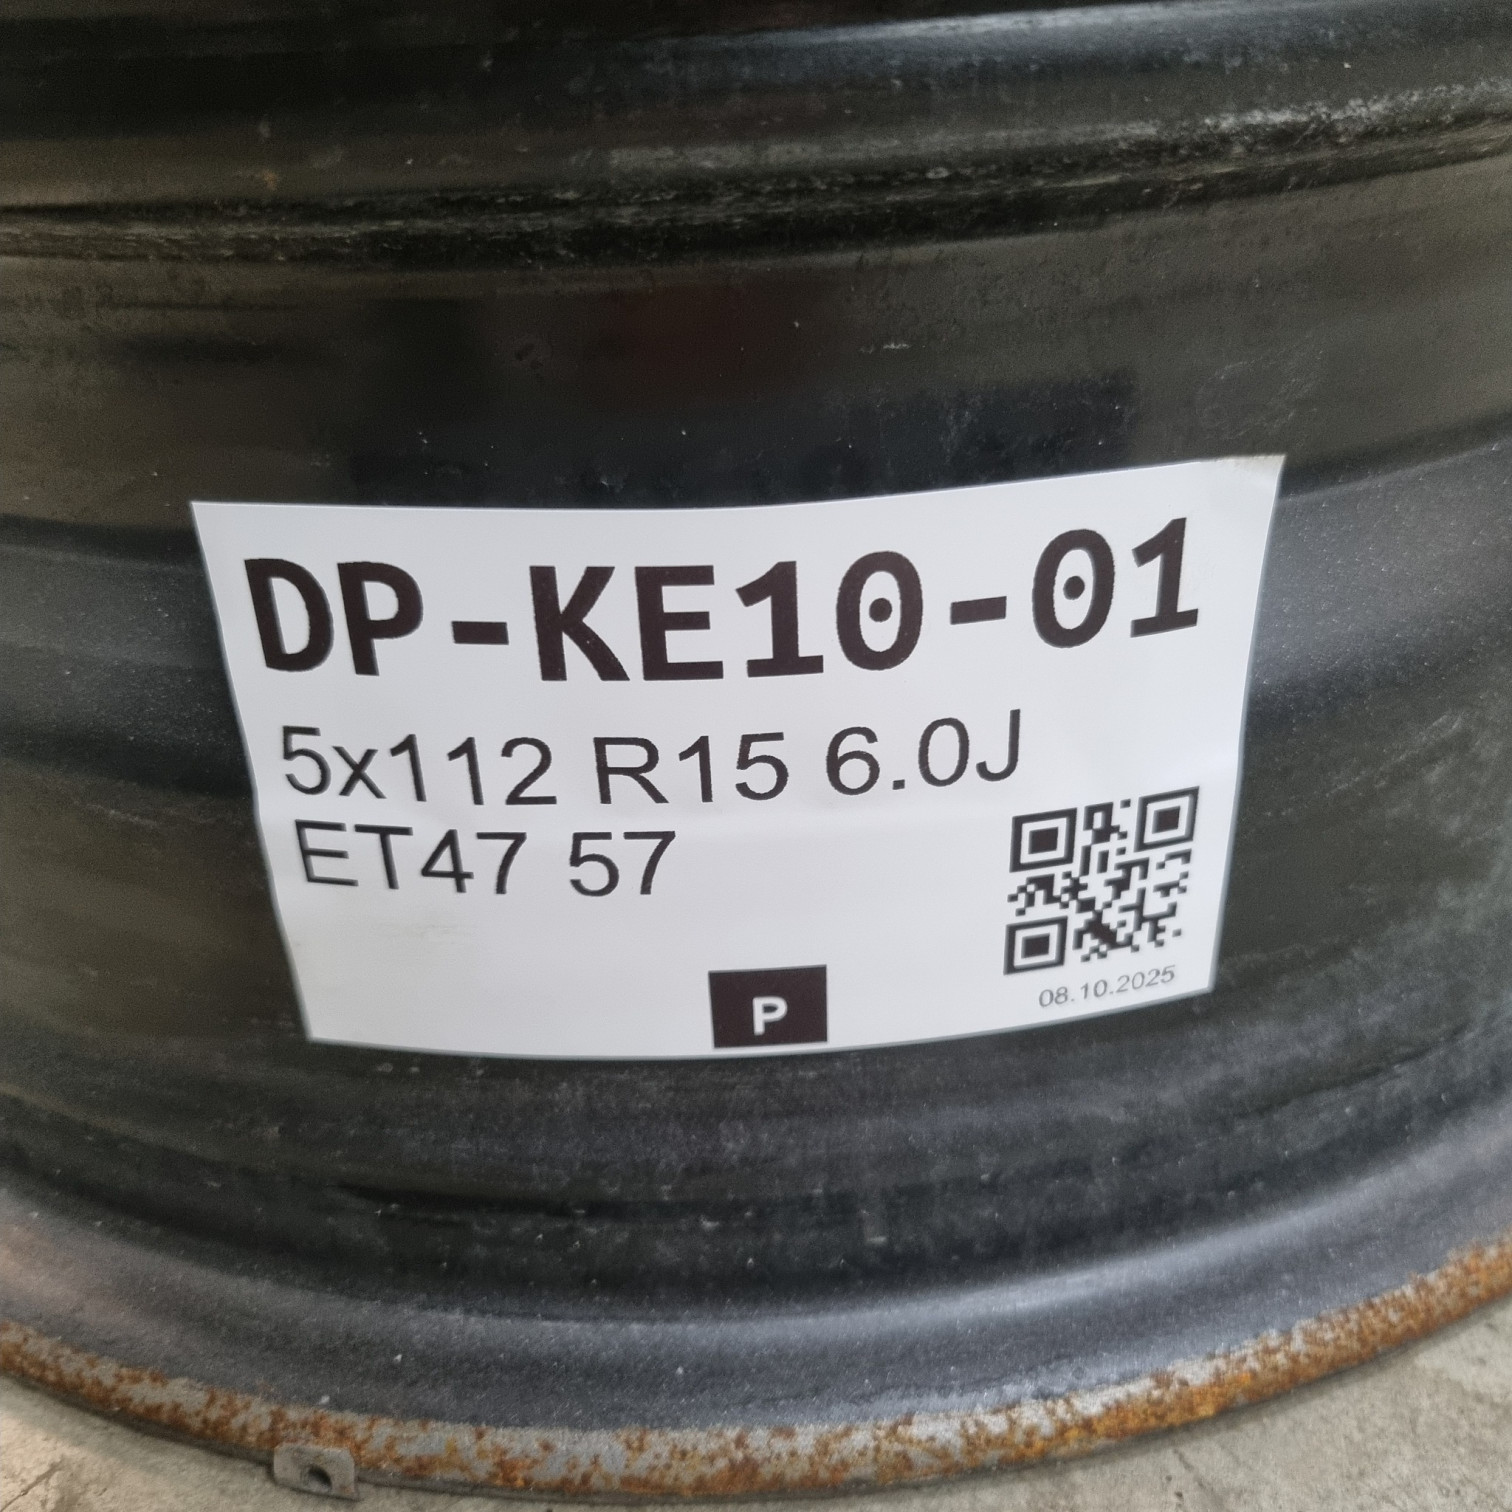 DP-KE10-01
5x112 R15 6.0J
ET47 57
08.10.2025
P